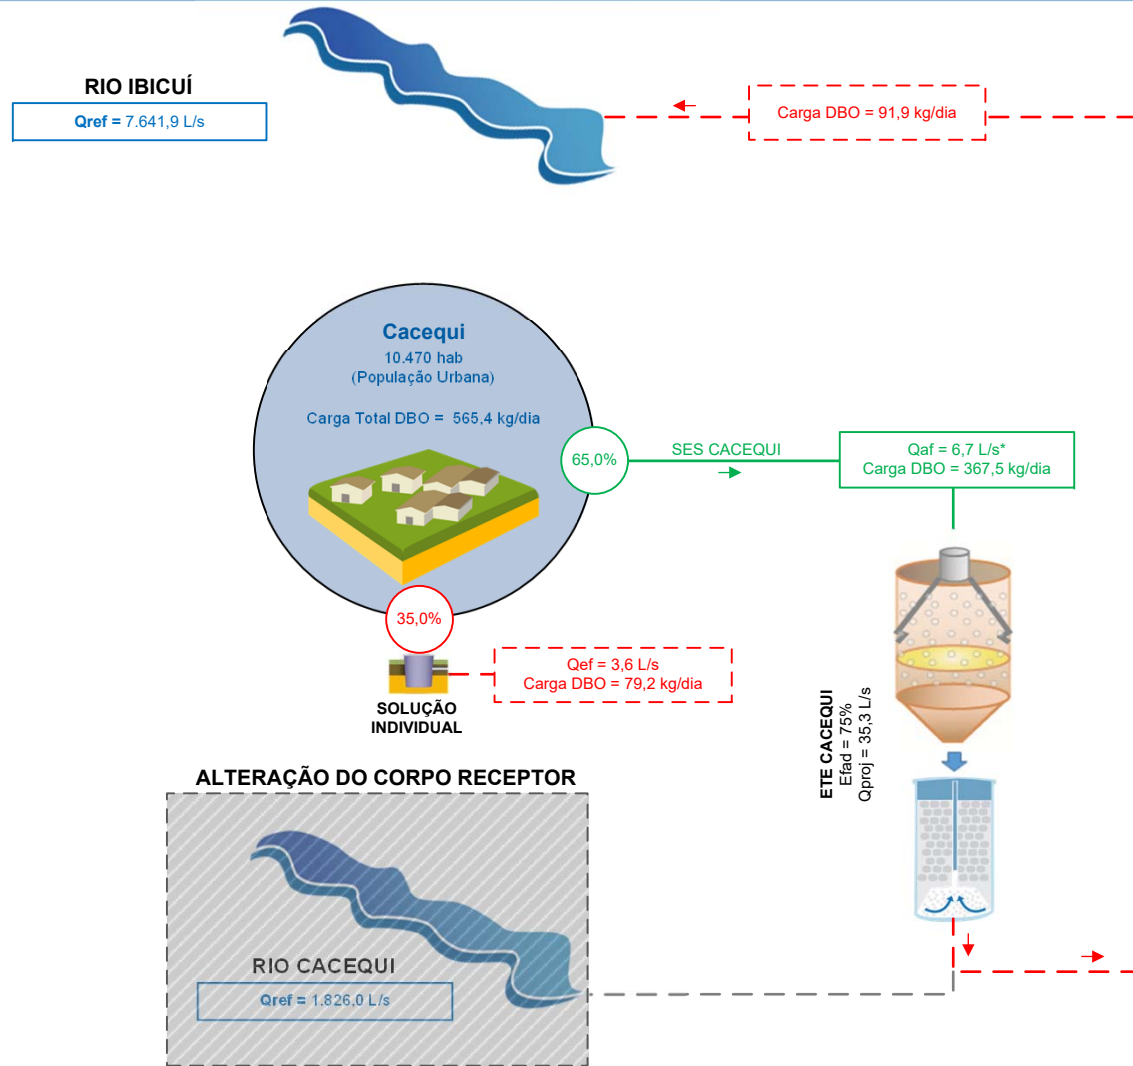 RIO IBICUÍ
Qref = 7.641,9 L/s
Carga DBO = 91,9 kg/dia
Cacequi
10.470 hab
(População Urbana)
Carga Total DBO = 565,4 kg/dia
65,0%
SES CACEQUI
Qaf = 6,7 L/s*
Carga DBO = 367,5 kg/dia
35,0%
Qef = 3,6 L/s
Carga DBO = 79,2 kg/dia
SOLUÇÃO
INDIVIDUAL
ETE CACEQUI
Efad = 75%
Qproj = 35,3 L/s
ALTERAÇÃO DO CORPO RECEPTOR
RIO CACEQUI
Qref = 1.826,0 L/s